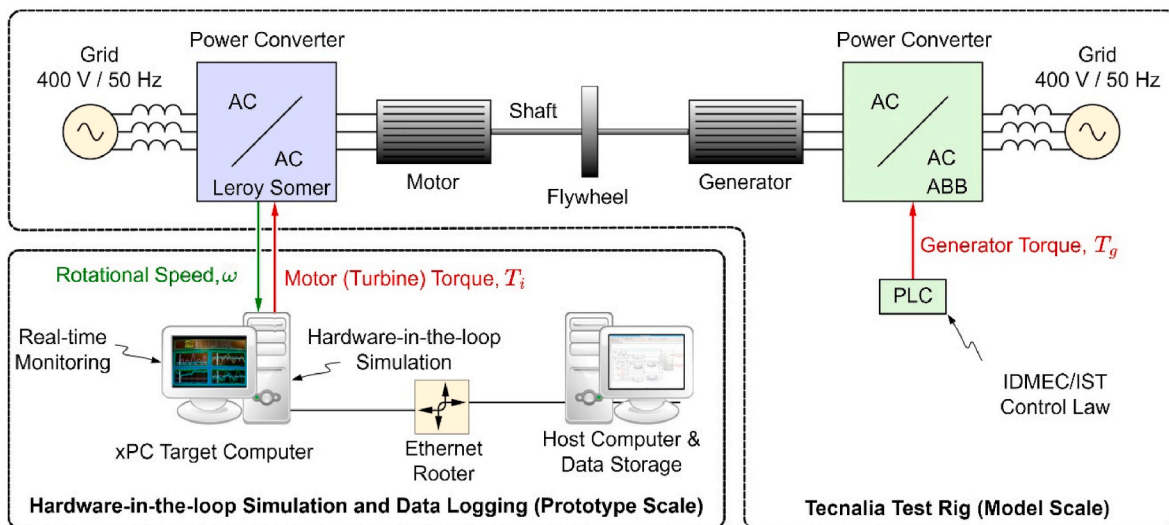 Power Converter
Grid
400 V / 50 Hz
AC
AC
Leroy Somer
Motor
Shaft
Flywheel
Generator
Power Converter
AC
AC
ABB
Grid
400 V / 50 Hz
Rotational Speed, ω
Motor (Turbine) Torque, T_i
Generator Torque, T_g
PLC
IDMEC/IST
Control Law
Real-time
Monitoring
Hardware-in-the-loop
Simulation
xPC Target Computer
Ethernet
Rooter
Host Computer &
Data Storage
Hardware-in-the-loop Simulation and Data Logging (Prototype Scale)
Tecnalia Test Rig (Model Scale)